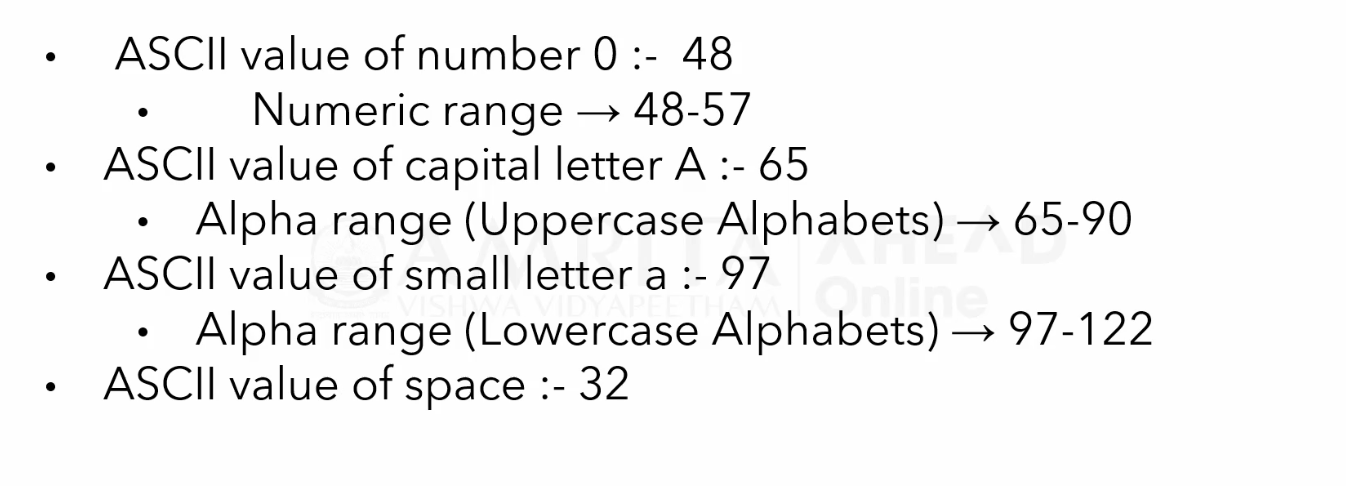 • ASCII value of number 0 :- 48
• Numeric range → 48-57
• ASCII value of capital letter A :- 65
• Alpha range (Uppercase Alphabets) → 65-90
• ASCII value of small letter a :- 97
• Alpha range (Lowercase Alphabets) → 97-122
• ASCII value of space :- 32
AMRITA
VISHWA VIDYAPEETHAM
AHEAD
Online